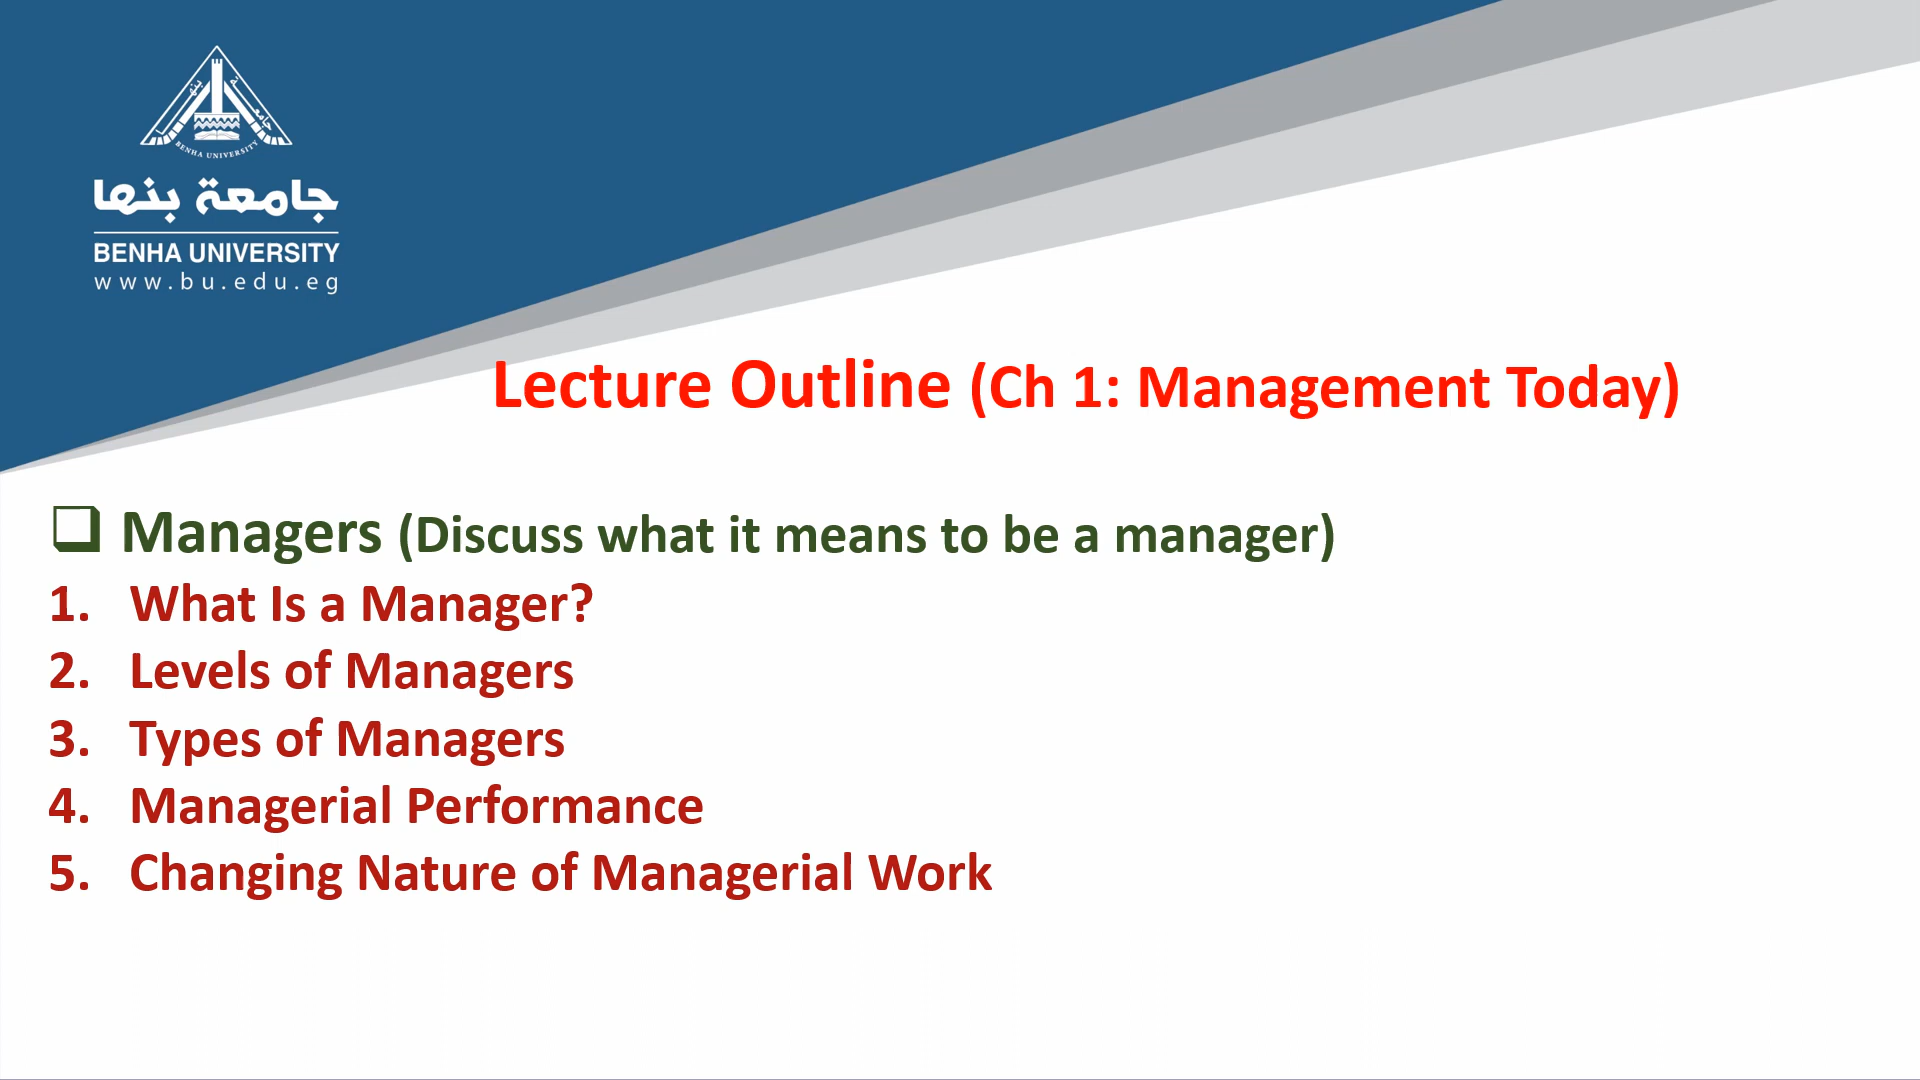 BENHA UNIVERSITY
جامعة بنها
BENHA UNIVERSITY
www.bu.edu.eg
Lecture Outline (Ch 1: Management Today)
❑ Managers (Discuss what it means to be a manager)
1. What Is a Manager?
2. Levels of Managers
3. Types of Managers
4. Managerial Performance
5. Changing Nature of Managerial Work